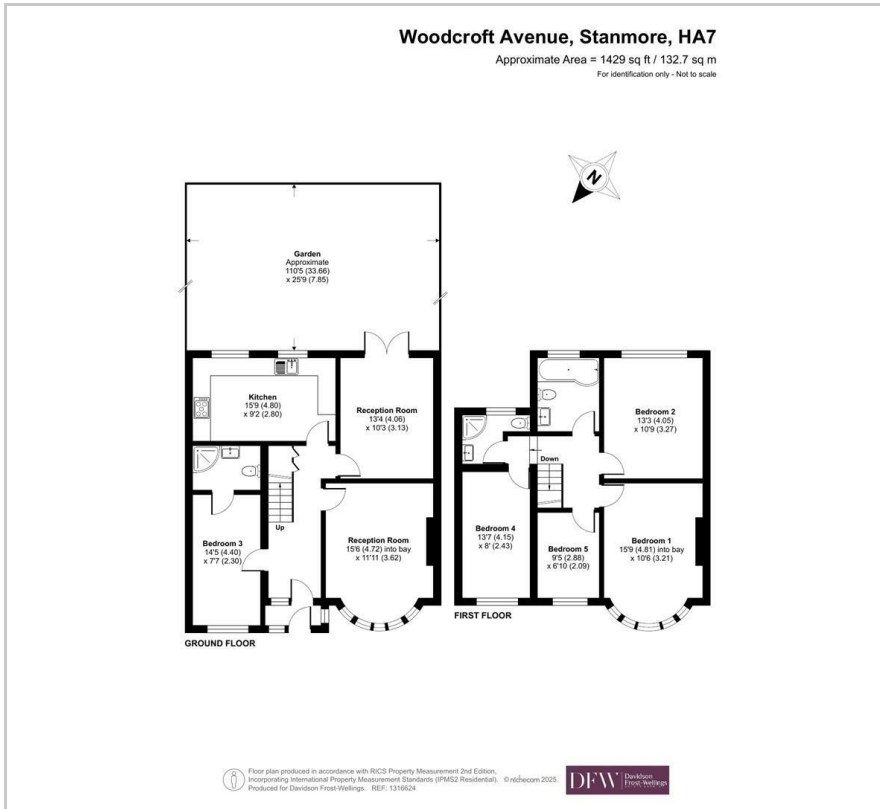 Woodcroft Avenue, Stanmore, HA7
Approximate Area = 1429 sq ft / 132.7 sq m
For identification only - Not to scale
N
Garden
Approximate
110'5 (33.66)
x 25'9 (7.85)
Kitchen
15'9 (4.80)
x 9'2 (2.80)
Reception Room
13'4 (4.06)
x 10'3 (3.13)
Up
Bedroom 3
14'5 (4.40)
x 7'7 (2.30)
Reception Room
15'6 (4.72) into bay
x 11'11 (3.62)
GROUND FLOOR
Bedroom 2
13'3 (4.05)
x 10'9 (3.27)
Down
Bedroom 4
13'7 (4.15)
x 8' (2.43)
Bedroom 5
9'5 (2.88)
x 6'10 (2.09)
Bedroom 1
15'9 (4.81) into bay
x 10'6 (3.21)
FIRST FLOOR
Floor plan produced in accordance with RICS Property Measurement 2nd Edition,
Incorporating International Property Measurement Standards (IPMS2 Residential). © nichecom 2025.
Produced for Davidson Frost-Wellings. REF: 1316624
DFW
Davidson
Frost-Wellings